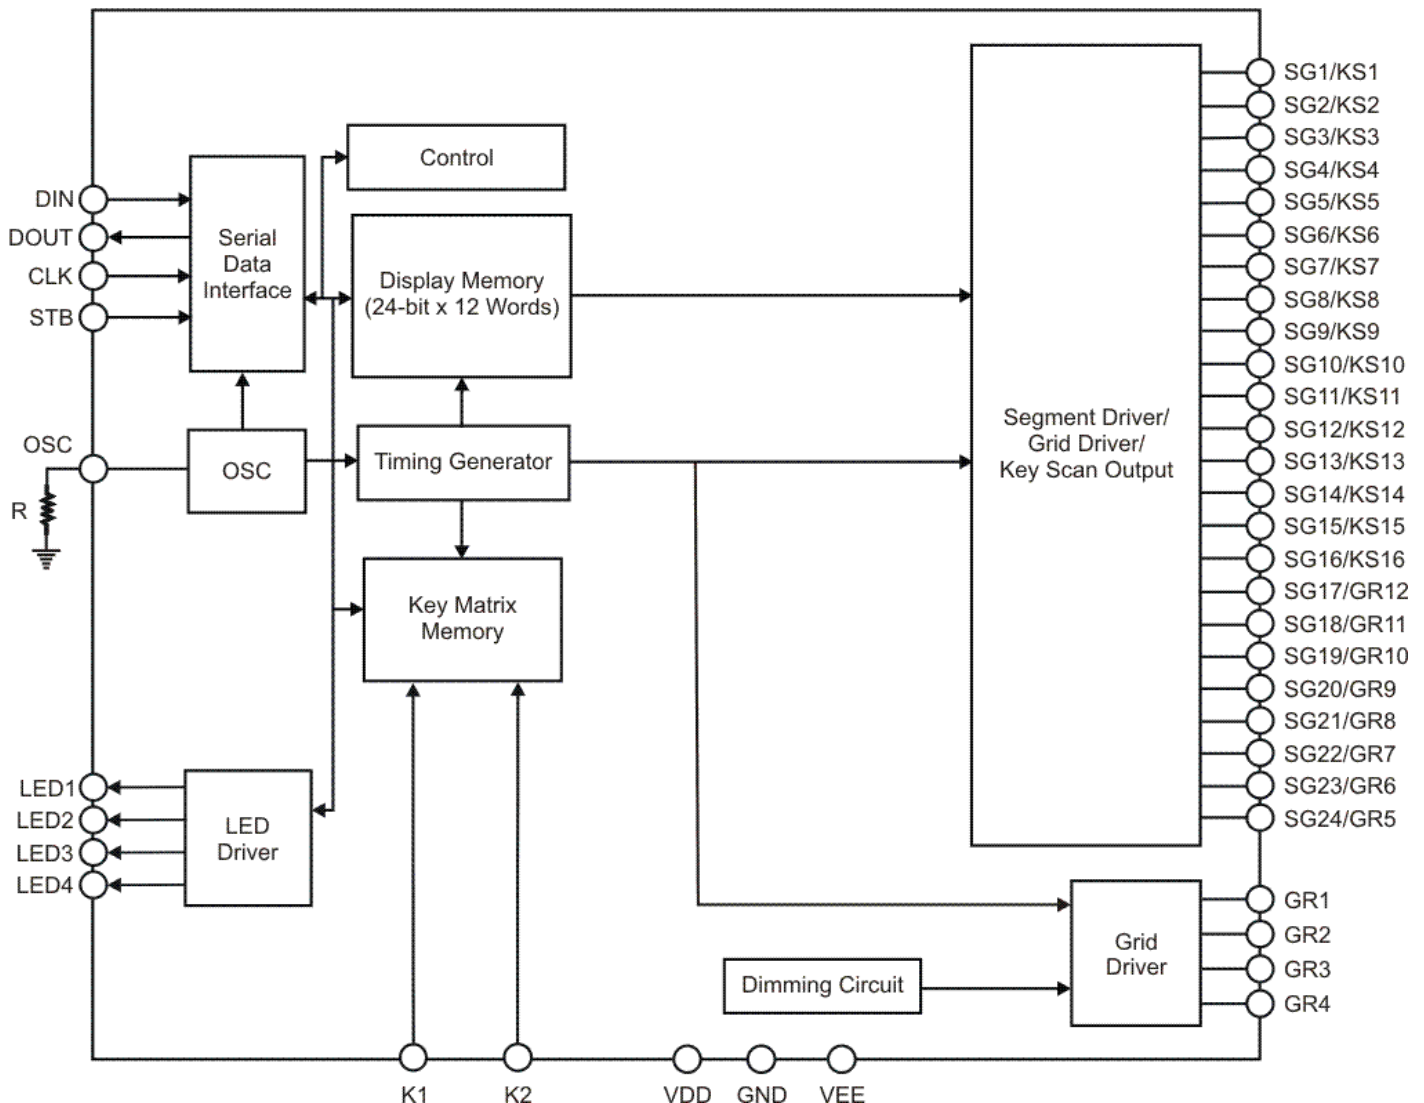 DIN
DOUT
CLK
STB
OSC
R
LED1
LED2
LED3
LED4
Serial
Data
Interface
Control
Display Memory
(24-bit x 12 Words)
OSC
Timing Generator
Key Matrix
Memory
LED
Driver
Segment Driver/
Grid Driver/
Key Scan Output
Dimming Circuit
Grid
Driver
SG1/KS1
SG2/KS2
SG3/KS3
SG4/KS4
SG5/KS5
SG6/KS6
SG7/KS7
SG8/KS8
SG9/KS9
SG10/KS10
SG11/KS11
SG12/KS12
SG13/KS13
SG14/KS14
SG15/KS15
SG16/KS16
SG17/GR12
SG18/GR11
SG19/GR10
SG20/GR9
SG21/GR8
SG22/GR7
SG23/GR6
SG24/GR5
GR1
GR2
GR3
GR4
K1
K2
VDD
GND
VEE